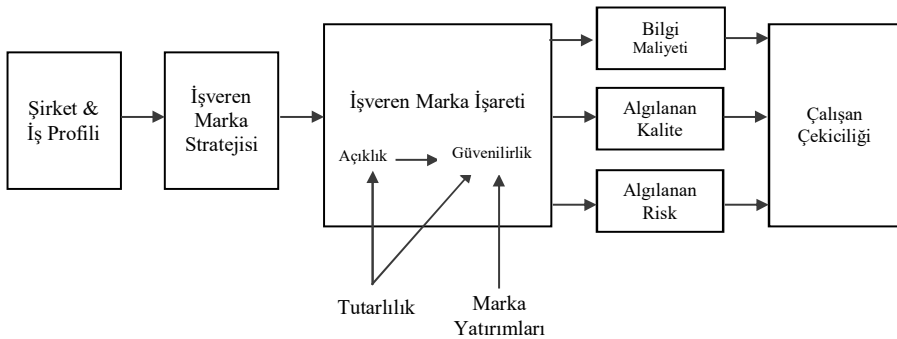 Şirket &
İş Profili
İşveren
Marka
Stratejisi
İşveren Marka İşareti
Açıklık
Güvenilirlik
Tutarlılık
Marka
Yatırımları
Bilgi
Maliyeti
Algılanan
Kalite
Algılanan
Risk
Çalışan
Çekiciliği